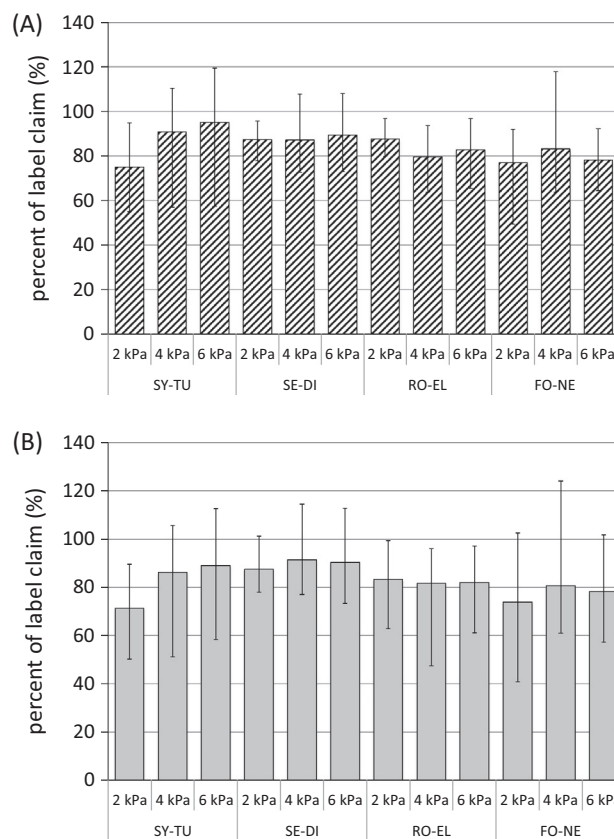 (A)
percent of label claim (%)
140
120
100
80
60
40
20
0
2 kPa 4 kPa 6 kPa 2 kPa 4 kPa 6 kPa 2 kPa 4 kPa 6 kPa 2 kPa 4 kPa 6 kPa
SY-TU SE-DI RO-EL FO-NE
(B)
percent of label claim (%)
140
120
100
80
60
40
20
0
2 kPa 4 kPa 6 kPa 2 kPa 4 kPa 6 kPa 2 kPa 4 kPa 6 kPa 2 kPa 4 kPa 6 kP
SY-TU SE-DI RO-EL FO-NE